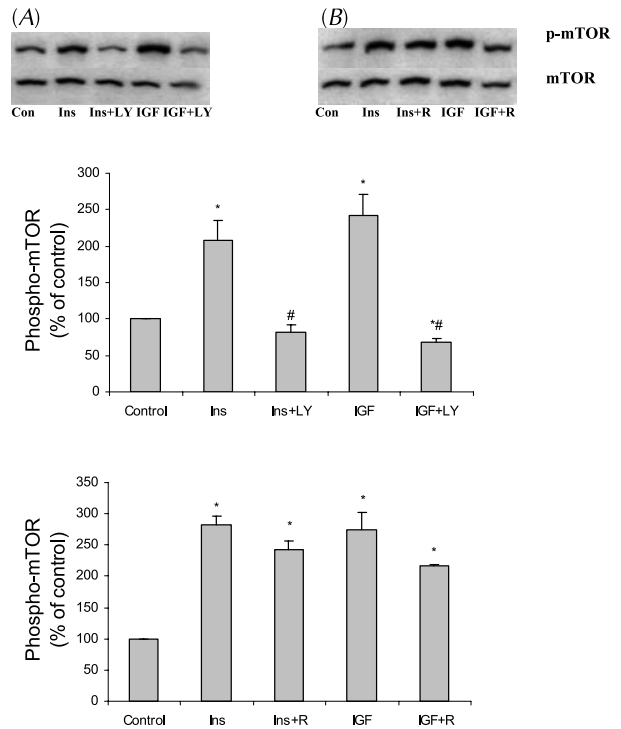 (A)
(B)
p-mTOR
mTOR
Con Ins Ins+LY IGF IGF+LY
Con Ins Ins+R IGF IGF+R
Phospho-mTOR
(% of control)
300
250
200
150
100
50
0
*
#
*
*#
Control Ins Ins+LY IGF IGF+LY
Phospho-mTOR
(% of control)
350
300
250
200
150
100
50
0
*
*
*
*
Control Ins Ins+R IGF IGF+R